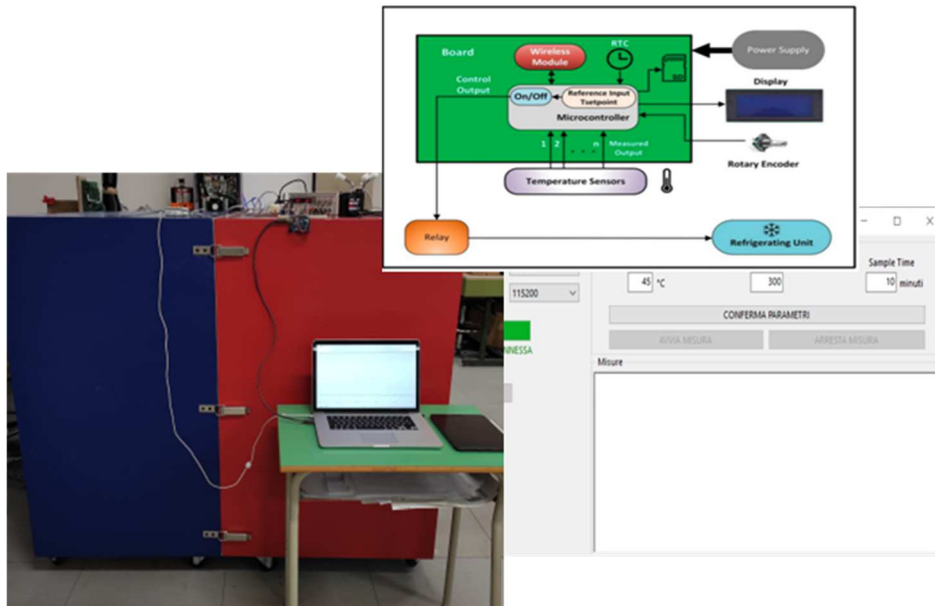 Board
Wireless
Module
RTC
SD
Power Supply
Control
Output
On/Off
Reference Input
Tsetpoint
Microcontroller
Display
1 2 . . . n
Measured
Output
Rotary Encoder
Temperature Sensors
Relay
Refrigerating Unit
Sample Time
45 °C
300
10 minuti
115200
CONFERMA PARAMETRI
NNESSA
AVVIA MISURA
ARRESTA MISURA
Misure